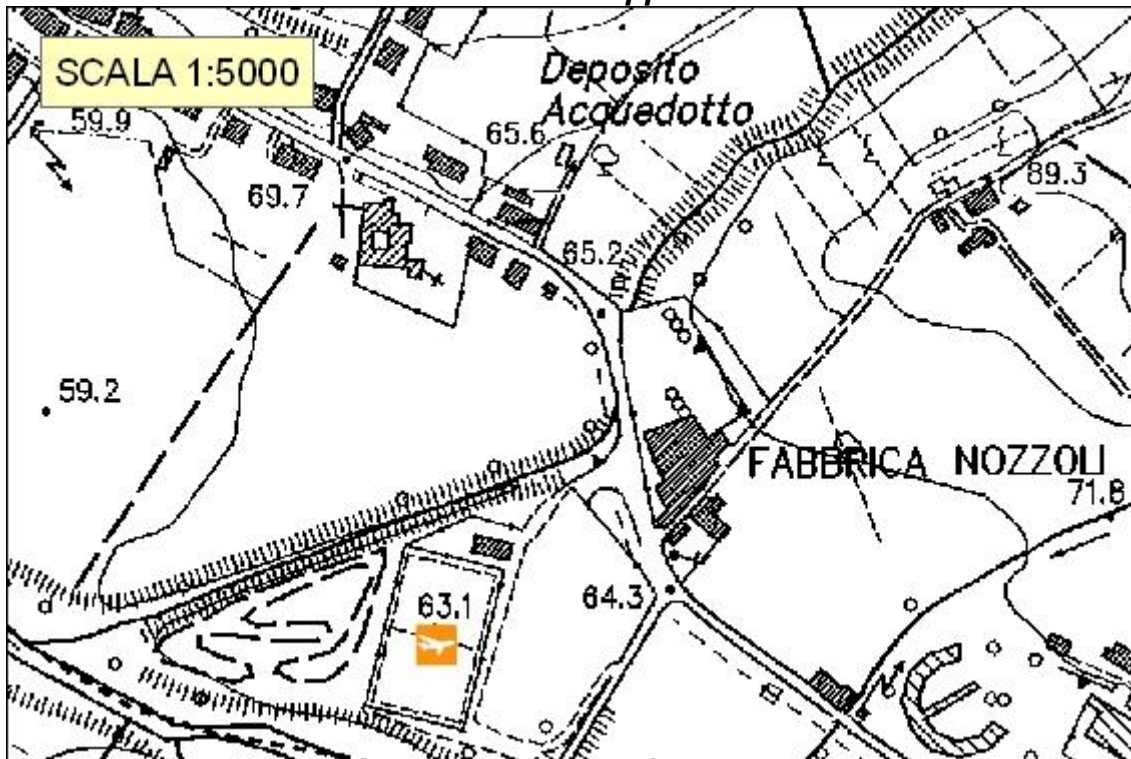 SCALA 1:5000
Deposito
Acquedotto
59.9
65.6
69.7
89.3
65.2
59.2
FABBRICA NOZZOLI
71.8
63.1
64.3